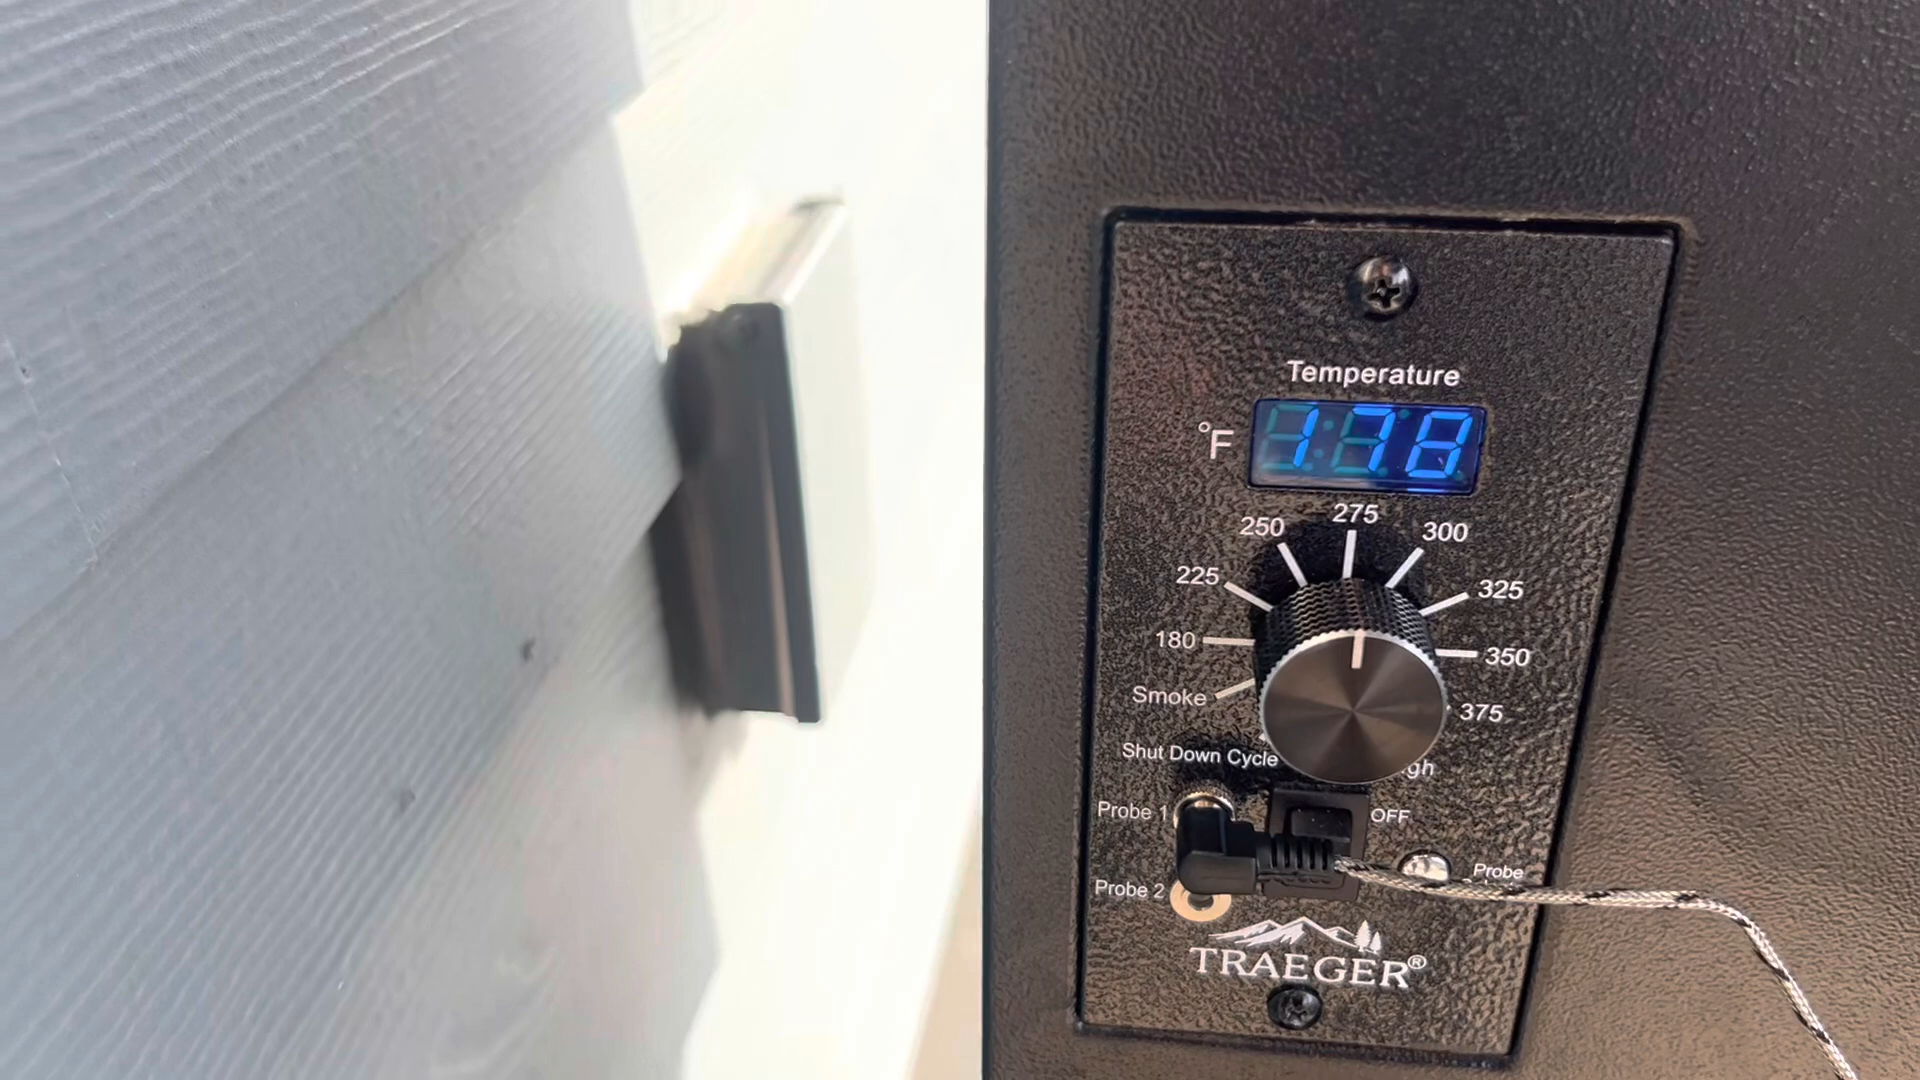 Temperature
°F 178
250 275 300
225 325
180 350
Smoke 375
Shut Down Cycle
Probe 1 OFF
Probe
Probe 2
TRAEGER®